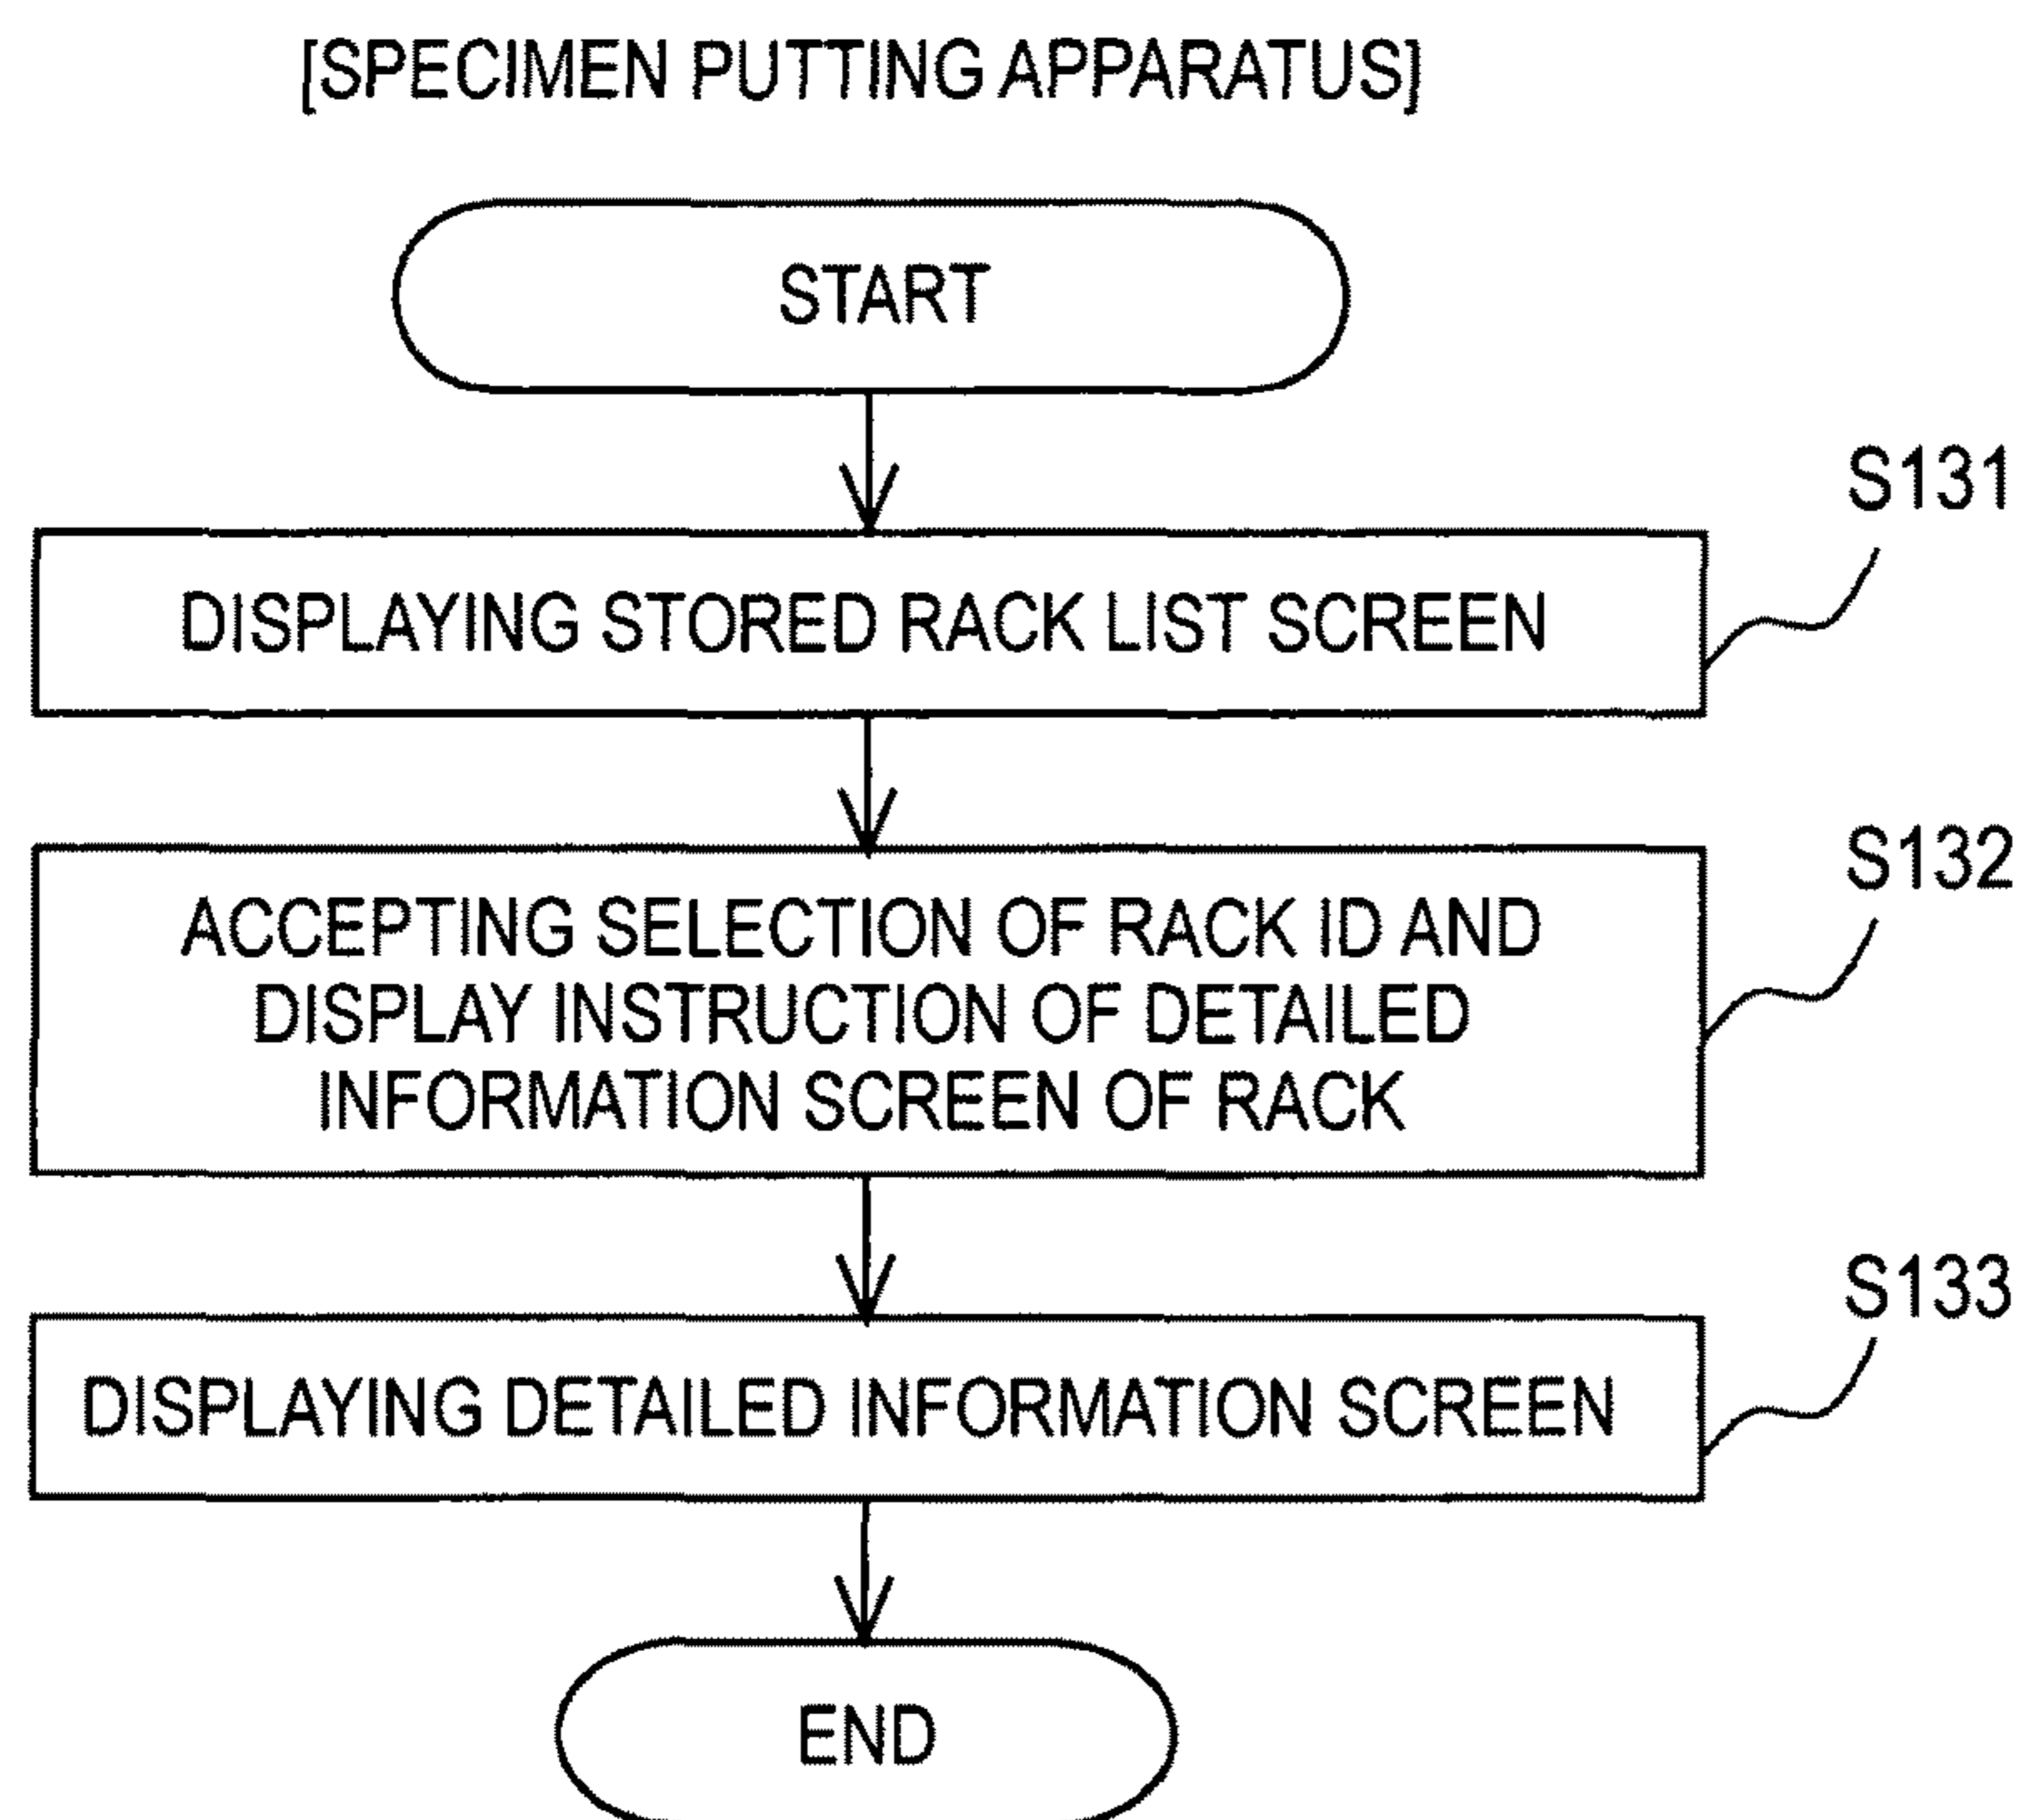 [SPECIMEN PUTTING APPARATUS]
START
S131
DISPLAYING STORED RACK LIST SCREEN
S132
ACCEPTING SELECTION OF RACK ID AND
DISPLAY INSTRUCTION OF DETAILED
INFORMATION SCREEN OF RACK
S133
DISPLAYING DETAILED INFORMATION SCREEN
END